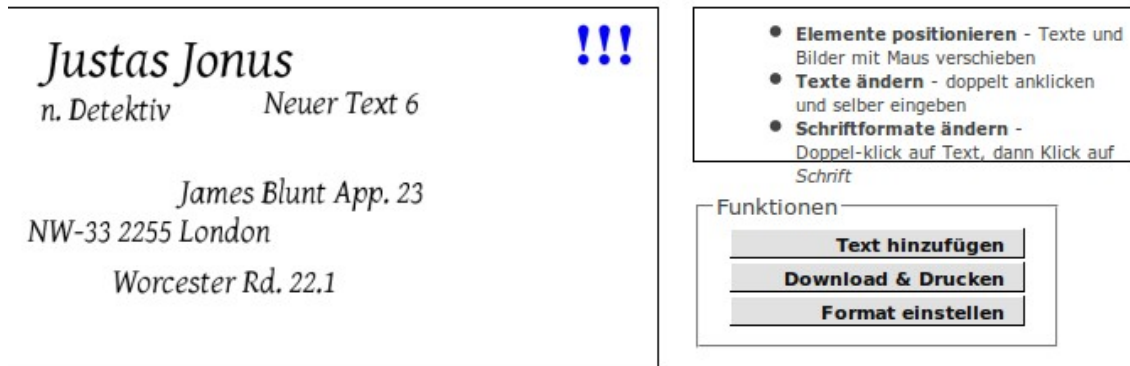 Justas Jonus
!!!
n. Detektiv
Neuer Text 6
James Blunt App. 23
NW-33 2255 London
Worcester Rd. 22.1
Elemente positionieren - Texte und
Bilder mit Maus verschieben
Texte ändern - doppelt anklicken
und selber eingeben
Schriftformate ändern -
Doppel-klick auf Text, dann Klick auf
Schrift
Funktionen
Text hinzufügen
Download & Drucken
Format einstellen